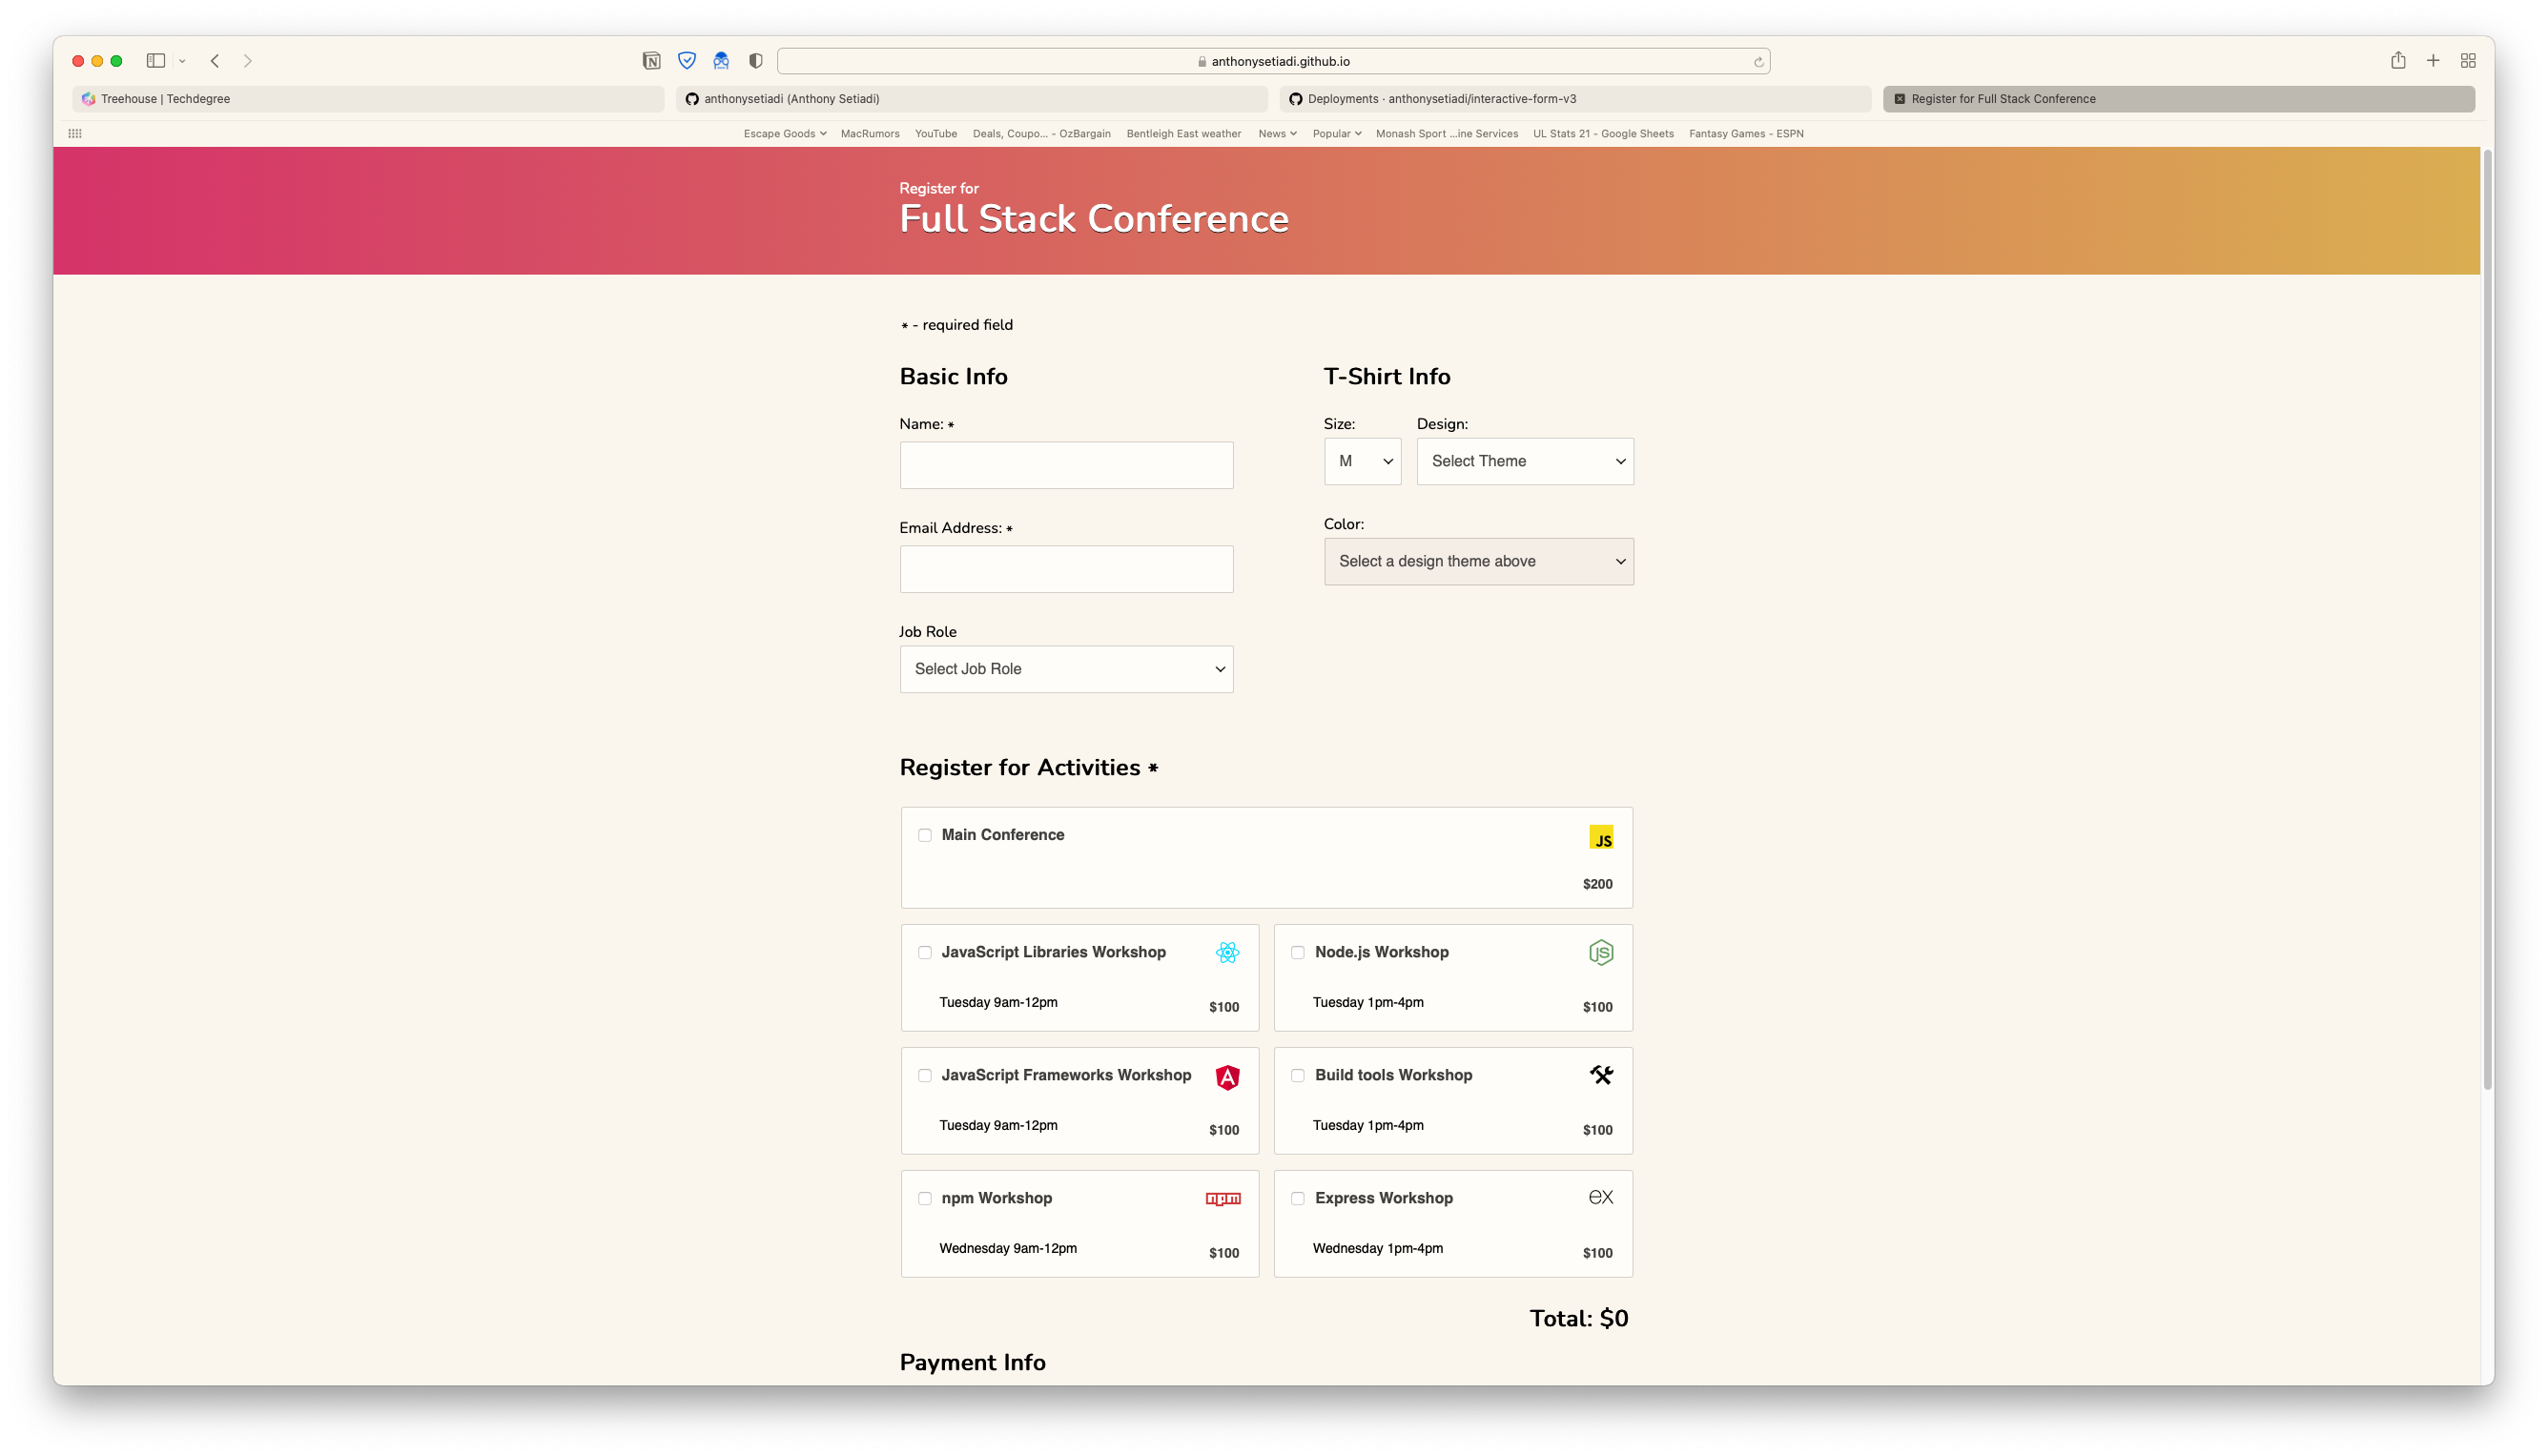 anthonysetiadi.github.io
Treehouse | Techdegree
anthonysetiadi (Anthony Setiadi)
Deployments · anthonysetiadi/interactive-form-v3
Register for Full Stack Conference
Escape Goods MacRumors YouTube Deals, Coupo... - OzBargain Bentleigh East weather News Popular Monash Sport ...ine Services UL Stats 21 - Google Sheets Fantasy Games - ESPN
Register for
Full Stack Conference
* - required field
Basic Info
Name: *
Email Address: *
Job Role
Select Job Role
T-Shirt Info
Size: Design:
M Select Theme
Color:
Select a design theme above
Register for Activities *
Main Conference
JS
$200
JavaScript Libraries Workshop
Tuesday 9am-12pm $100
Node.js Workshop
JS
Tuesday 1pm-4pm $100
JavaScript Frameworks Workshop
A
Tuesday 9am-12pm $100
Build tools Workshop
Tuesday 1pm-4pm $100
npm Workshop
npm
Wednesday 9am-12pm $100
Express Workshop
ex
Wednesday 1pm-4pm $100
Total: $0
Payment Info